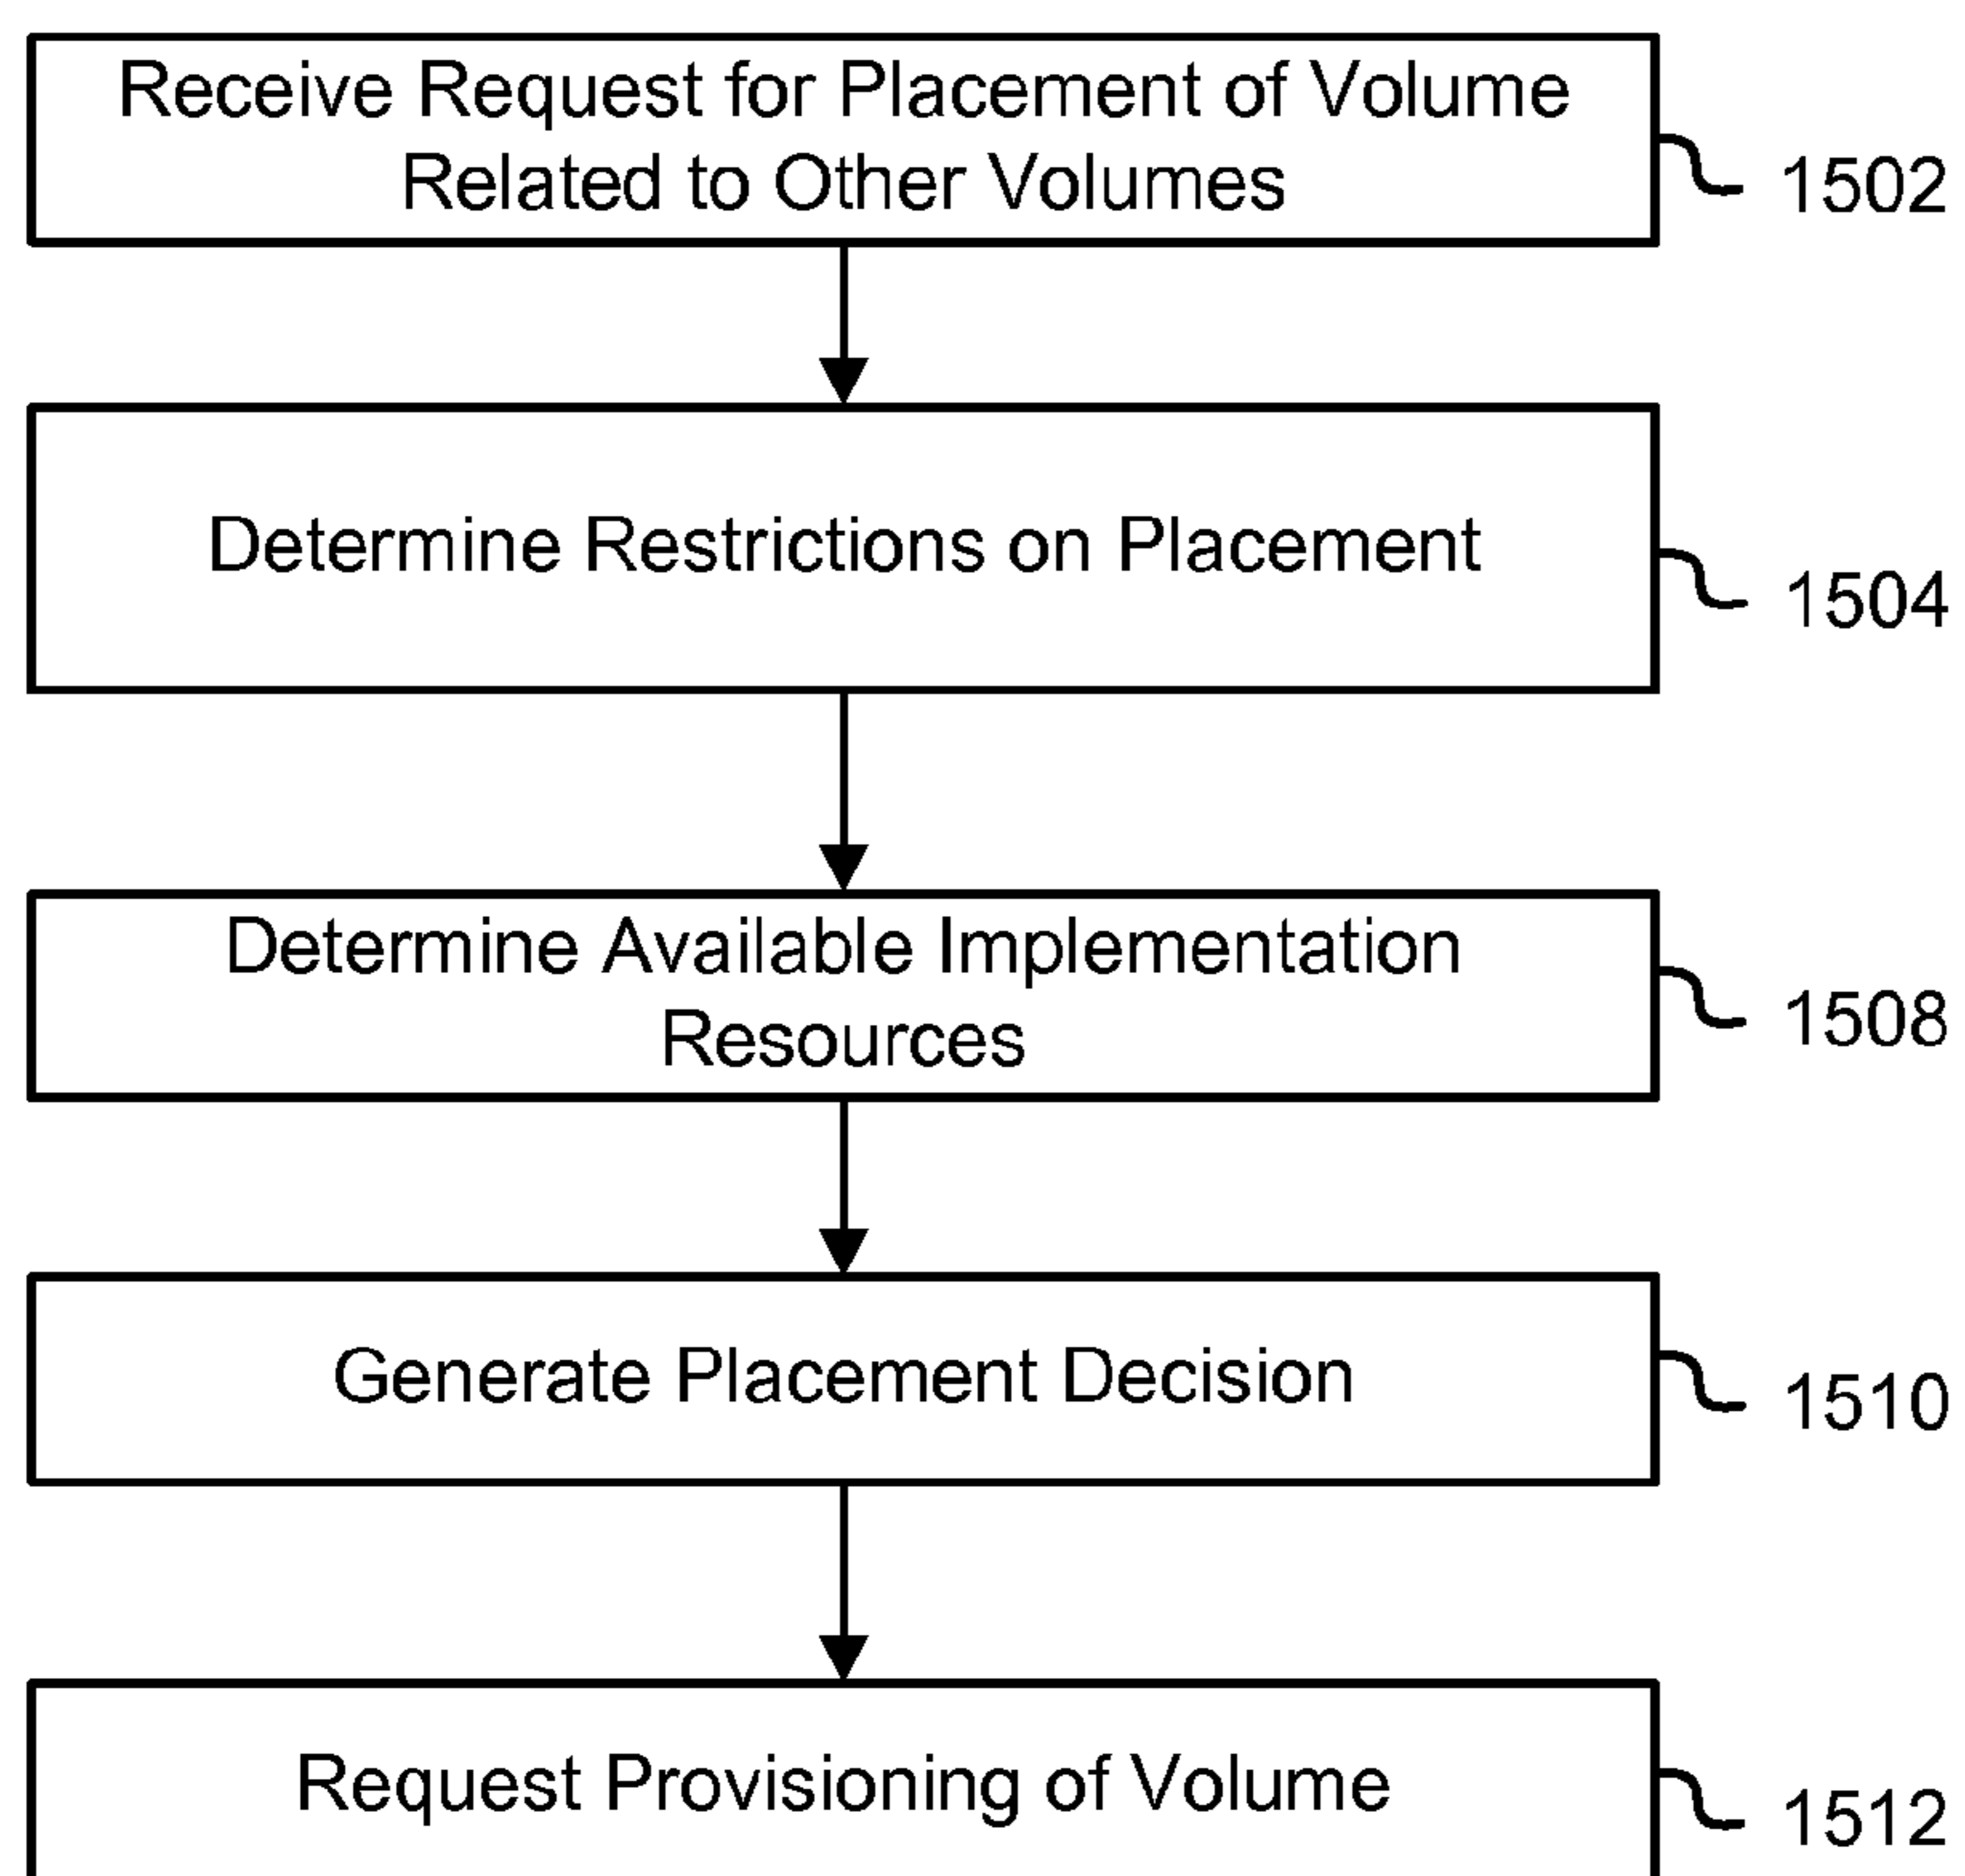 Receive Request for Placement of Volume
Related to Other Volumes
1502
Determine Restrictions on Placement
1504
Determine Available Implementation
Resources
1508
Generate Placement Decision
1510
Request Provisioning of Volume
1512